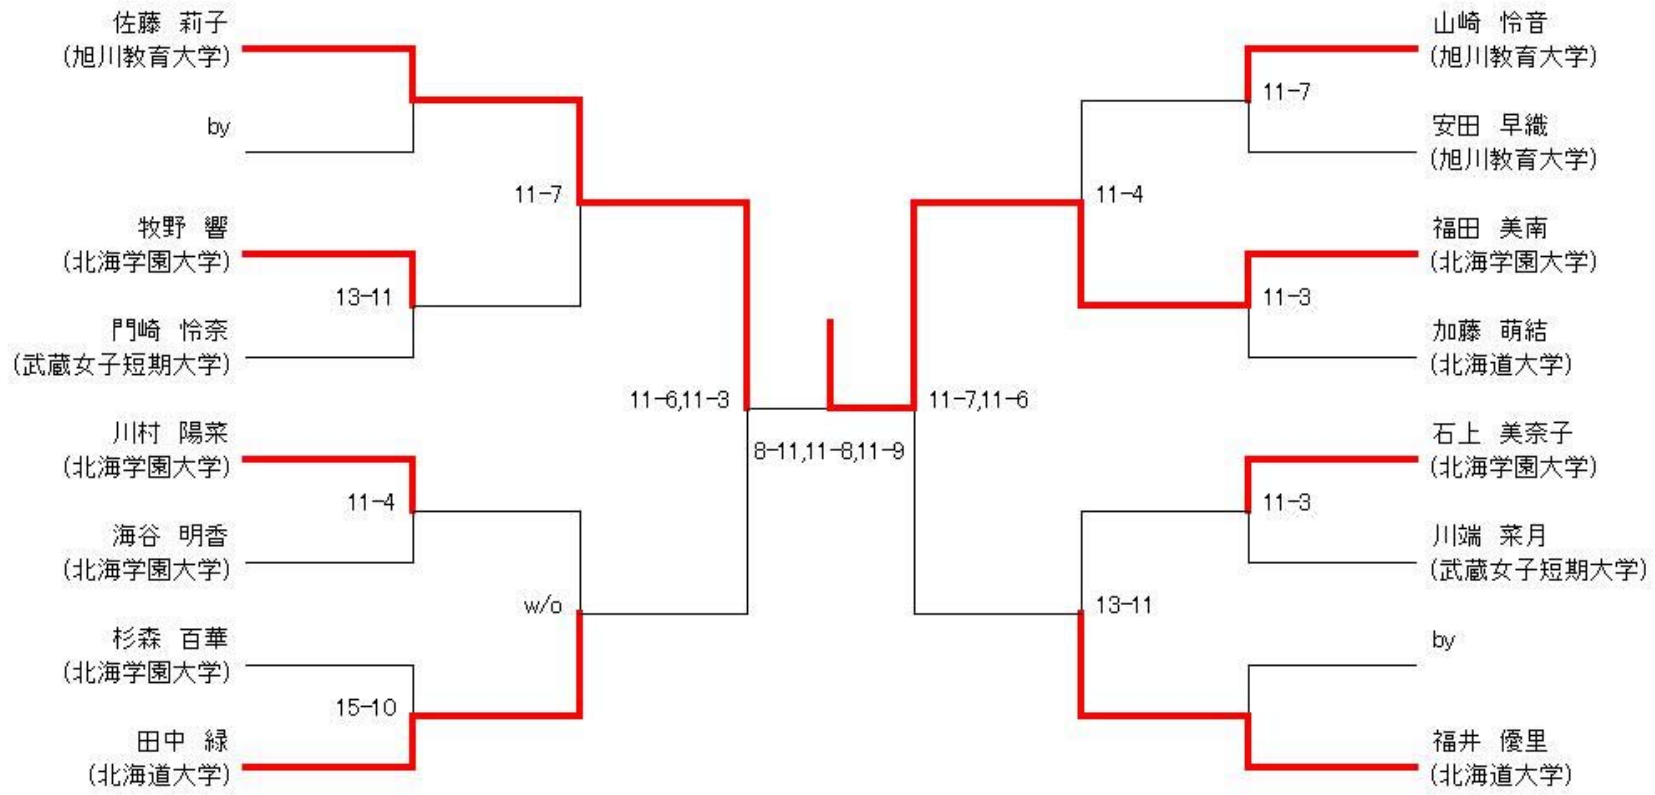 佐藤 莉子
(旭川教育大学)
by
11-7
牧野 響
(北海学園大学)
13-11
門崎 怜奈
(武蔵女子短期大学)
11-6,11-3
川村 陽菜
(北海学園大学)
11-4
海谷 明香
(北海学園大学)
w/o
杉森 百華
(北海学園大学)
15-10
田中 緑
(北海道大学)
8-11,11-8,11-9
山崎 怜音
(旭川教育大学)
11-7
安田 早織
(旭川教育大学)
11-4
福田 美南
(北海学園大学)
11-3
加藤 萌結
(北海道大学)
11-7,11-6
石上 美奈子
(北海学園大学)
11-3
川端 菜月
(武蔵女子短期大学)
13-11
by
福井 優里
(北海道大学)